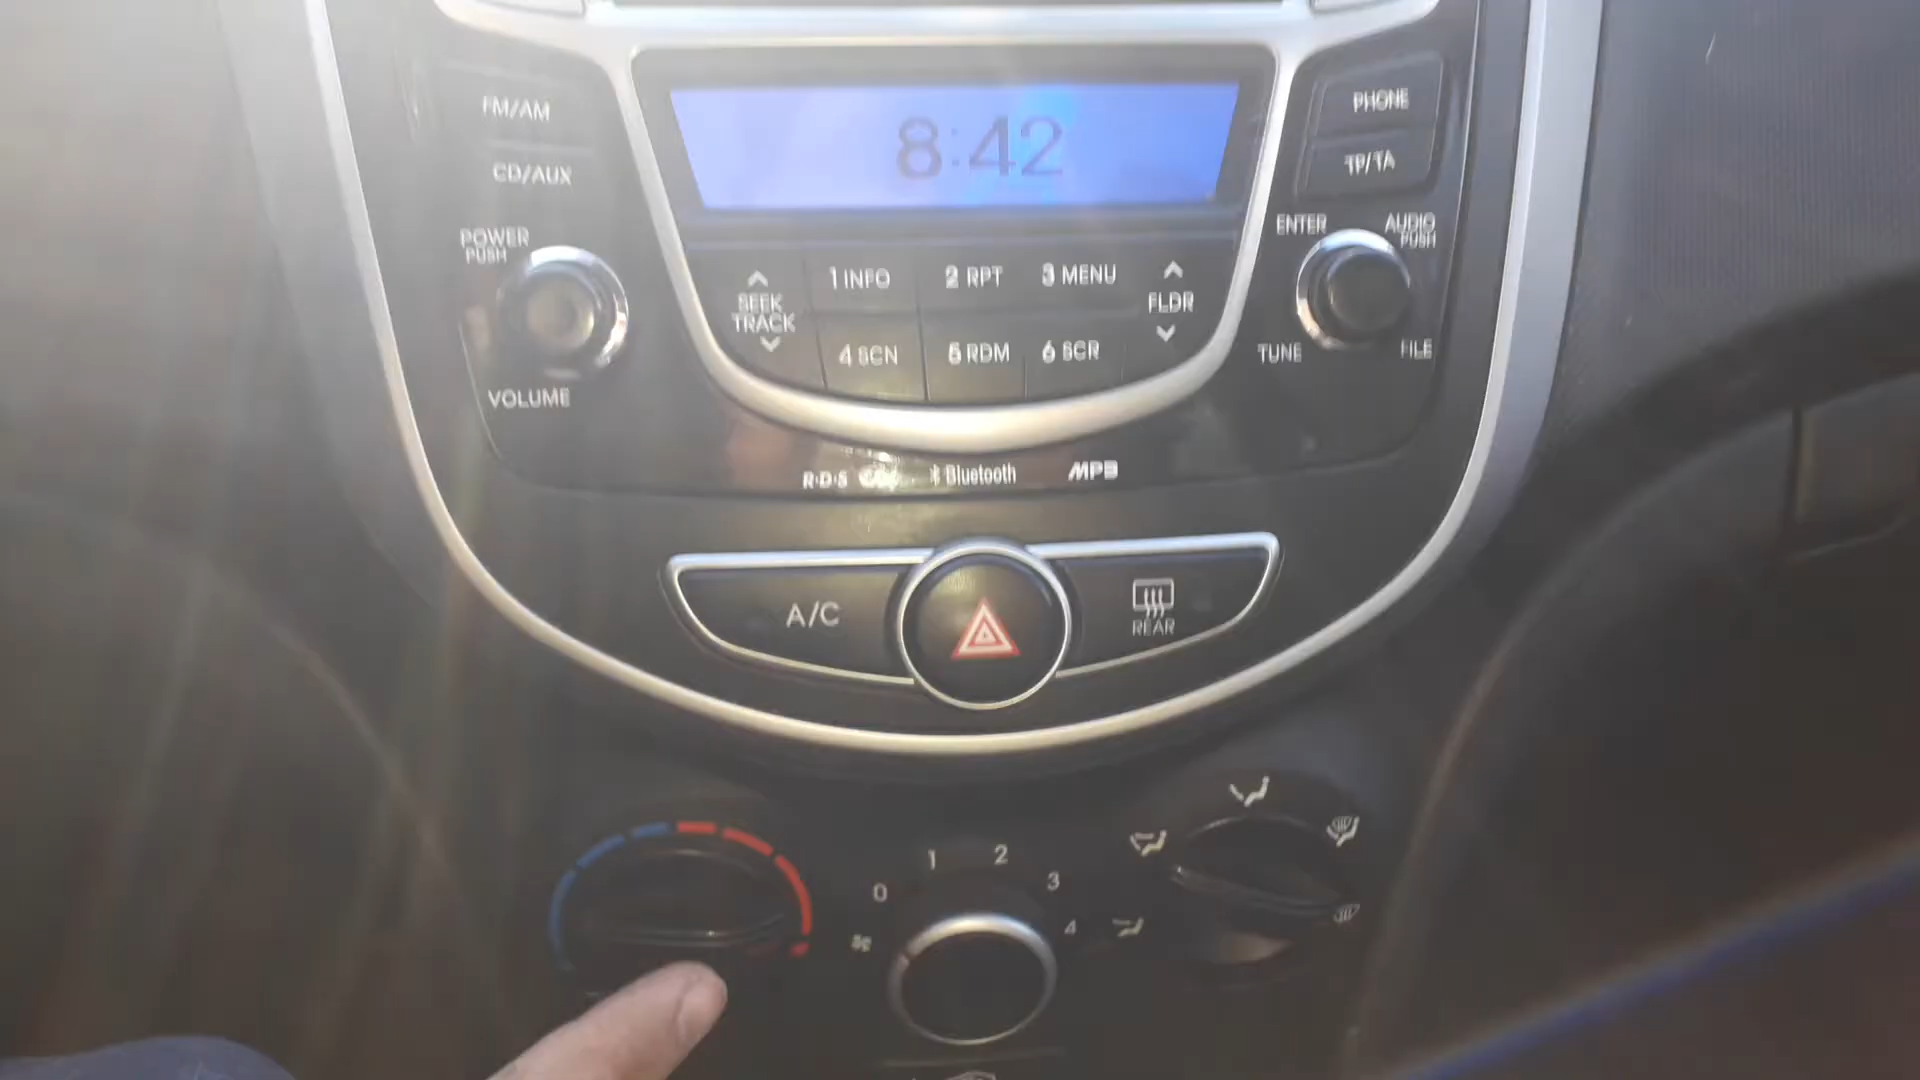 FM/AM
8:42
PHONE
CD/AUX
TP/TA
POWER
PUSH
ENTER
AUDIO
PUSH
SEEK
TRACK
1 INFO
2 RPT
3 MENU
FLDR
4 SCN
5 RDM
6 SCR
TUNE
FILE
VOLUME
R·D·S
Bluetooth
MP3
A/C
REAR
0
1
2
3
4